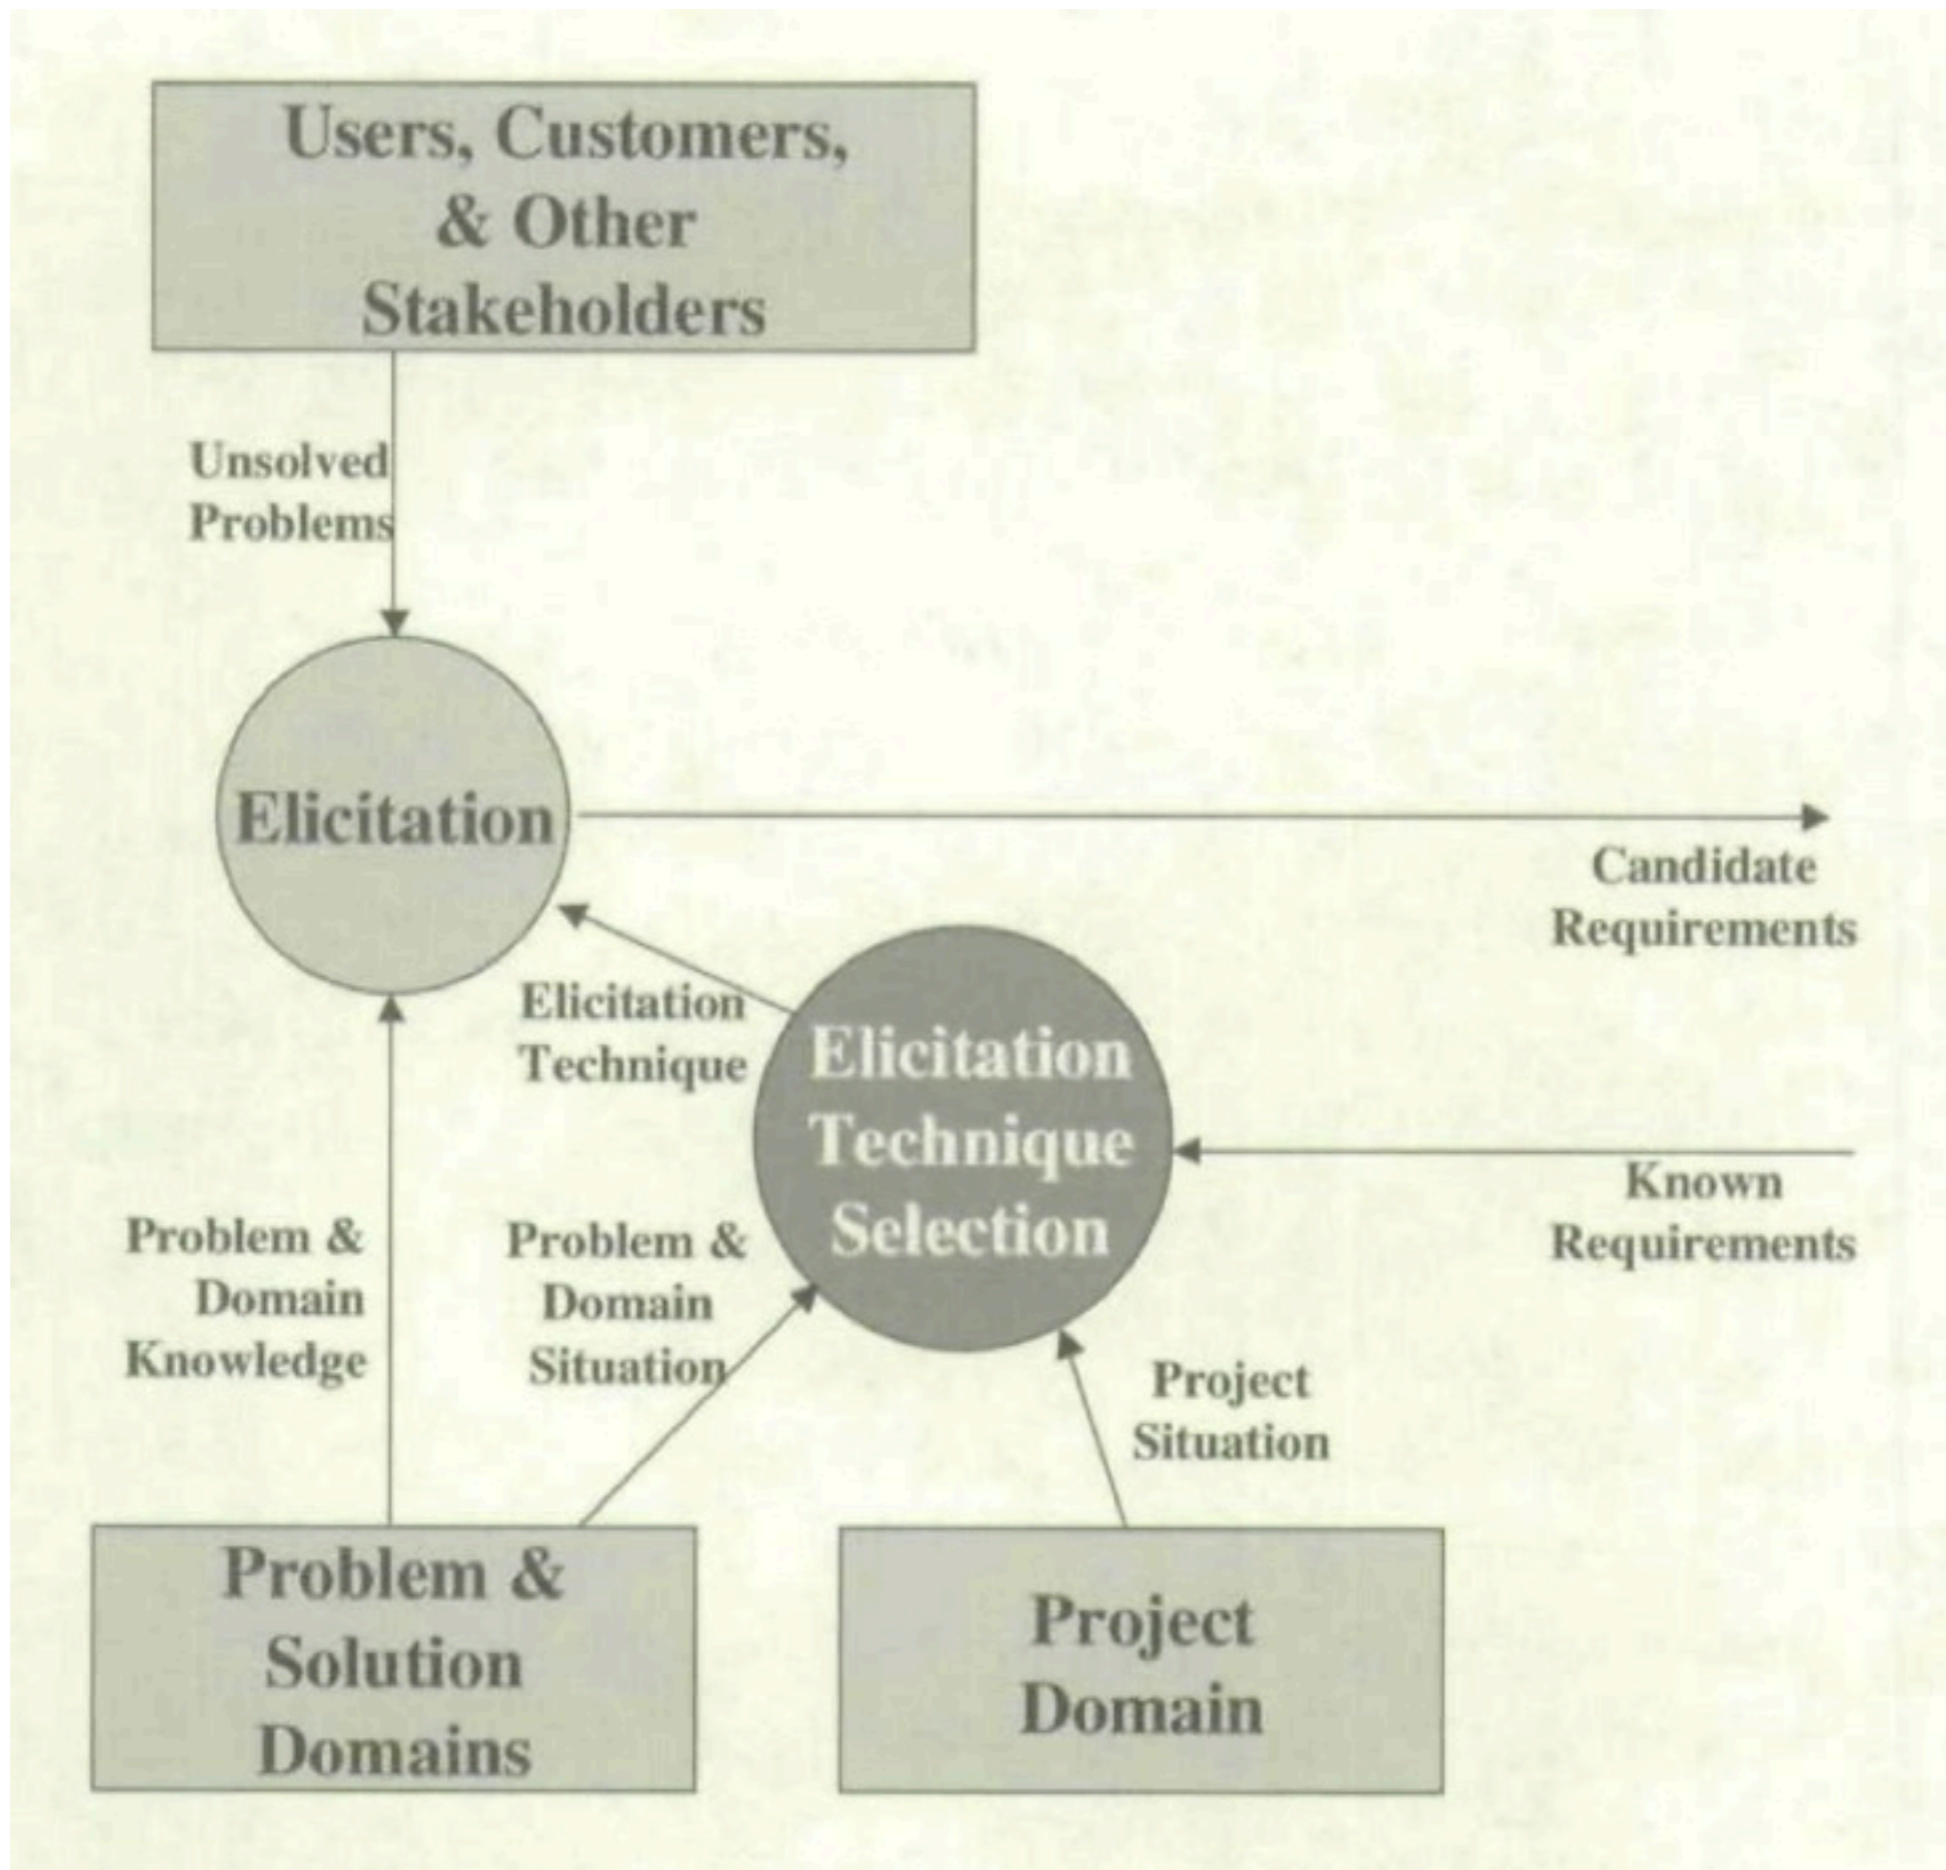 Users, Customers,
& Other
Stakeholders
Unsolved
Problems
Elicitation
Candidate
Requirements
Elicitation
Technique
Elicitation
Technique
Selection
Known
Requirements
Problem &
Domain
Knowledge
Problem &
Domain
Situation
Project
Situation
Problem &
Solution
Domains
Project
Domain